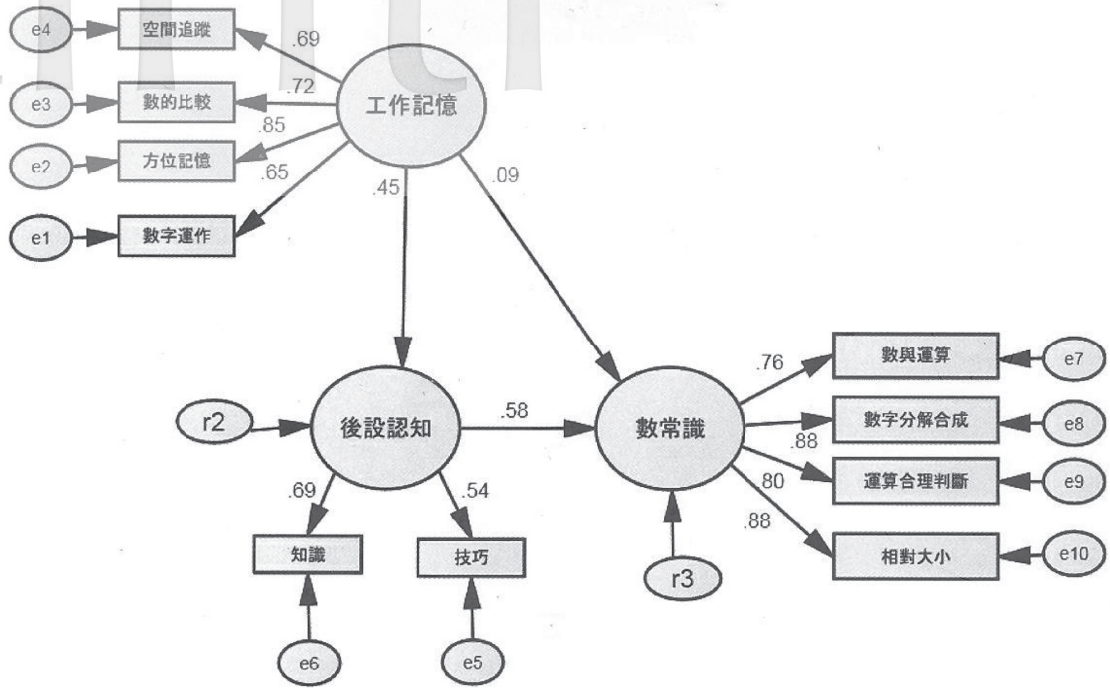 e4
空間追蹤
.69
e3
數的比較
.72
工作記憶
.85
e2
方位記憶
.65
e1
數字運作
.45
.09
數與運算
e7
.76
r2
後設認知
.58
數常識
數字分解合成
e8
.88
運算合理判斷
e9
.80
.88
相對大小
e10
.69
.54
知識
技巧
r3
e6
e5